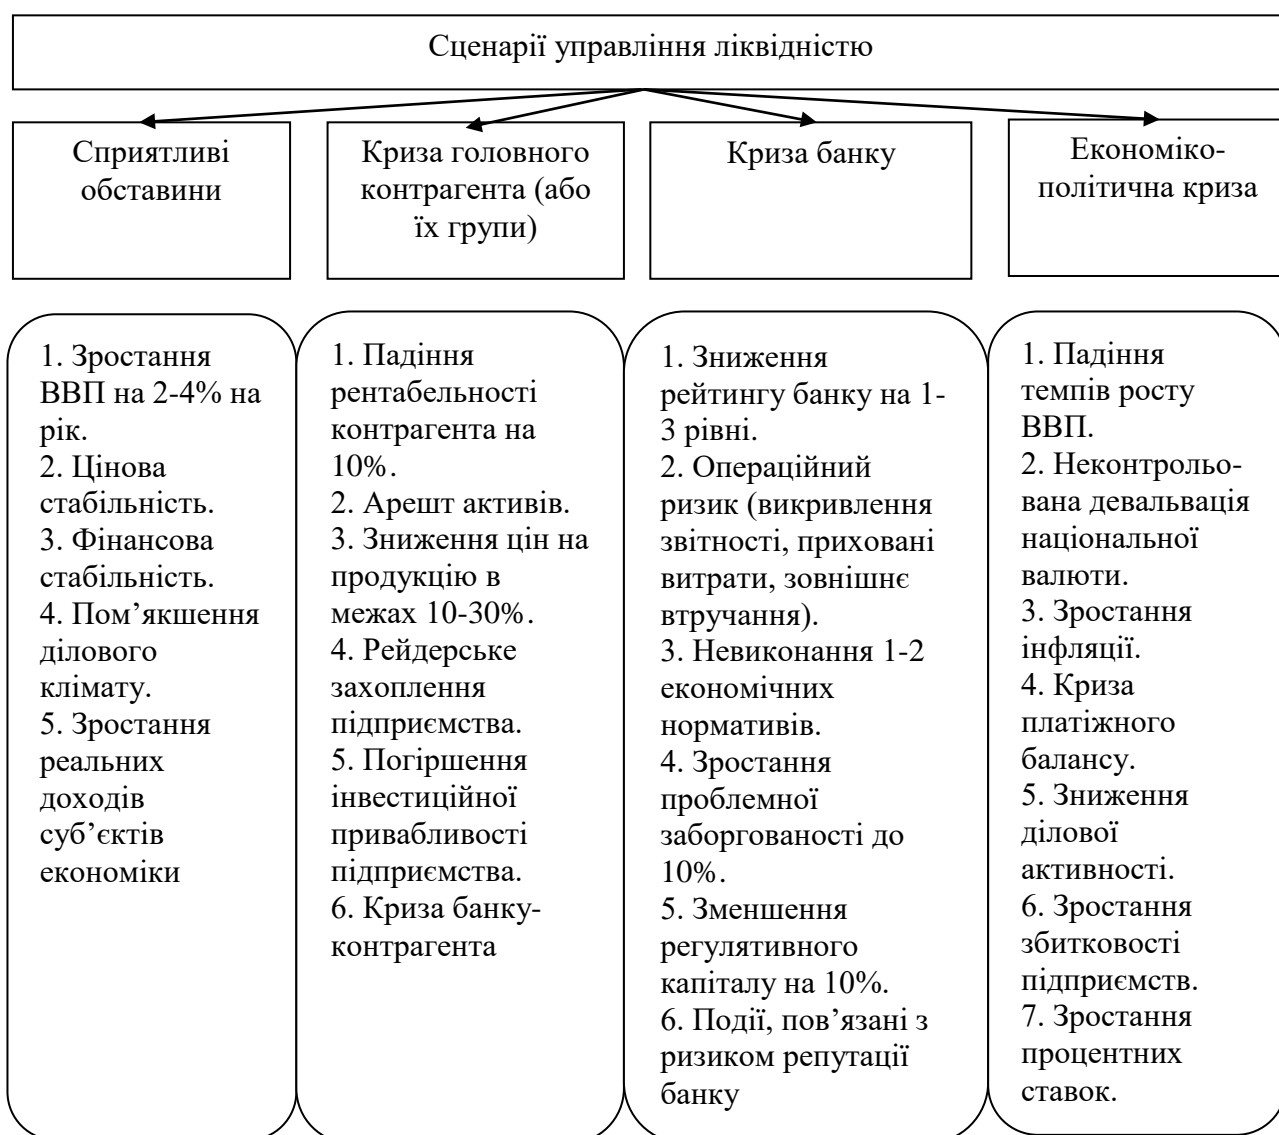 Сценарії управління ліквідністю
Сприятливі
обставини
Криза головного
контрагента (або
їх групи)
Криза банку
Економіко-
політична криза
1. Зростання
ВВП на 2-4% на
рік.
2. Цінова
стабільність.
3. Фінансова
стабільність.
4. Пом’якшення
ділового
клімату.
5. Зростання
реальних
доходів
суб’єктів
економіки
1. Падіння
рентабельності
контрагента на
10%.
2. Арешт активів.
3. Зниження цін на
продукцію в
межах 10-30%.
4. Рейдерське
захоплення
підприємства.
5. Погіршення
інвестиційної
привабливості
підприємства.
6. Криза банку-
контрагента
1. Зниження
рейтингу банку на 1-
3 рівні.
2. Операційний
ризик (викривлення
звітності, приховані
витрати, зовнішнє
втручання).
3. Невиконання 1-2
економічних
нормативів.
4. Зростання
проблемної
заборгованості до
10%.
5. Зменшення
регулятивного
капіталу на 10%.
6. Події, пов’язані з
ризиком репутації
банку
1. Падіння
темпів росту
ВВП.
2. Неконтрольо-
вана девальвація
національної
валюти.
3. Зростання
інфляції.
4. Криза
платіжного
балансу.
5. Зниження
ділової
активності.
6. Зростання
збитковості
підприємств.
7. Зростання
процентних
ставок.